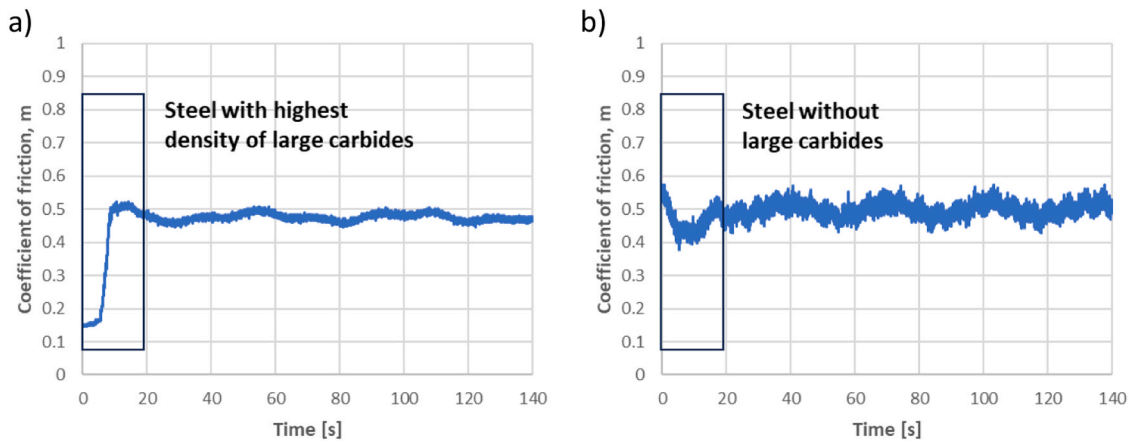 a)
1
0.9
0.8
0.7
0.6
0.5
0.4
0.3
0.2
0.1
0
Coefficient of friction, m
Steel with highest
density of large carbides
0 20 40 60 80 100 120 140
Time [s]
b)
1
0.9
0.8
0.7
0.6
0.5
0.4
0.3
0.2
0.1
0
Coefficient of friction, m
Steel without
large carbides
0 20 40 60 80 100 120 140
Time [s]